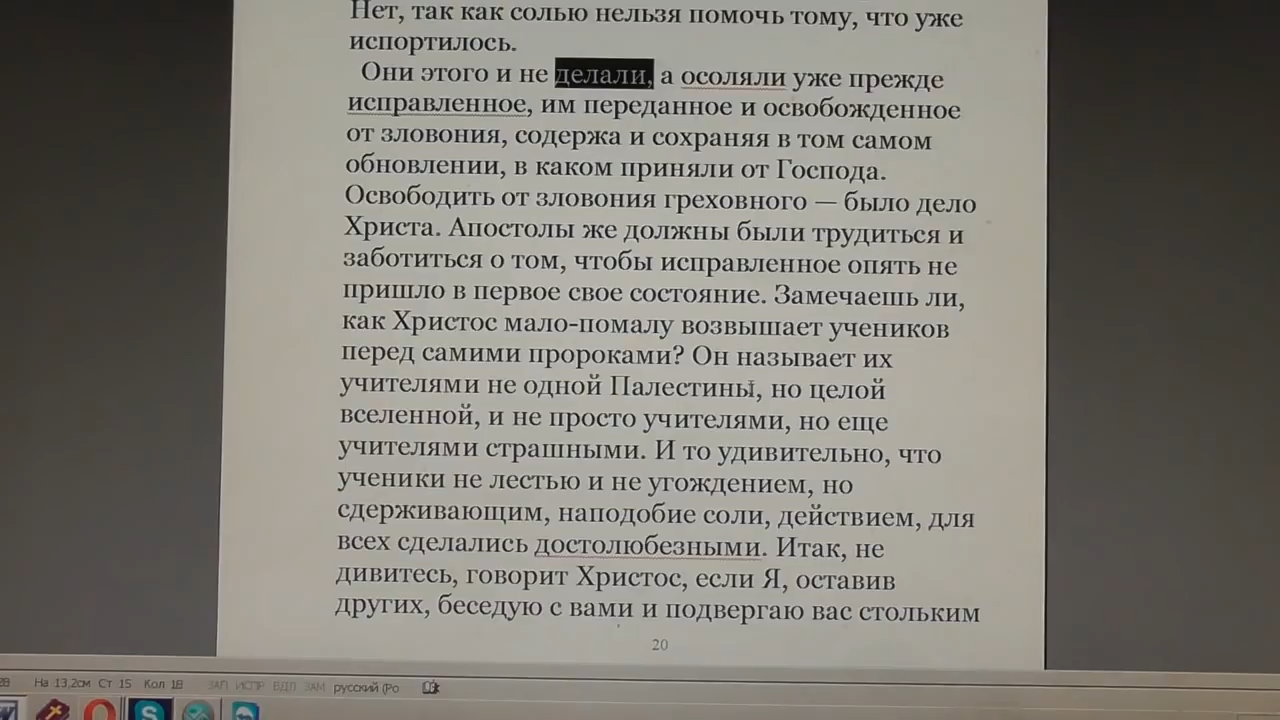 Нет, так как солью нельзя помочь тому, что уже
испортилось.
Они этого и не делали, а осоляли уже прежде
исправленное, им переданное и освобожденное
от зловония, содержа и сохраняя в том самом
обновлении, в каком приняли от Господа.
Освободить от зловония греховного — было дело
Христа. Апостолы же должны были трудиться и
заботиться о том, чтобы исправленное опять не
пришло в первое свое состояние. Замечаешь ли,
как Христос мало-помалу возвышает учеников
перед самими пророками? Он называет их
учителями не одной Палестины, но целой
вселенной, и не просто учителями, но еще
учителями страшными. И то удивительно, что
ученики не лестью и не угождением, но
сдерживающим, наподобие соли, действием, для
всех сделались достолюбезными. Итак, не
дивитесь, говорит Христос, если Я, оставив
других, беседую с вами и подвергаю вас стольким
20
На 13,2см Ст 15 Кол 18 ЗАП ИСПР ВДЛ ЗАМ русский (Ро